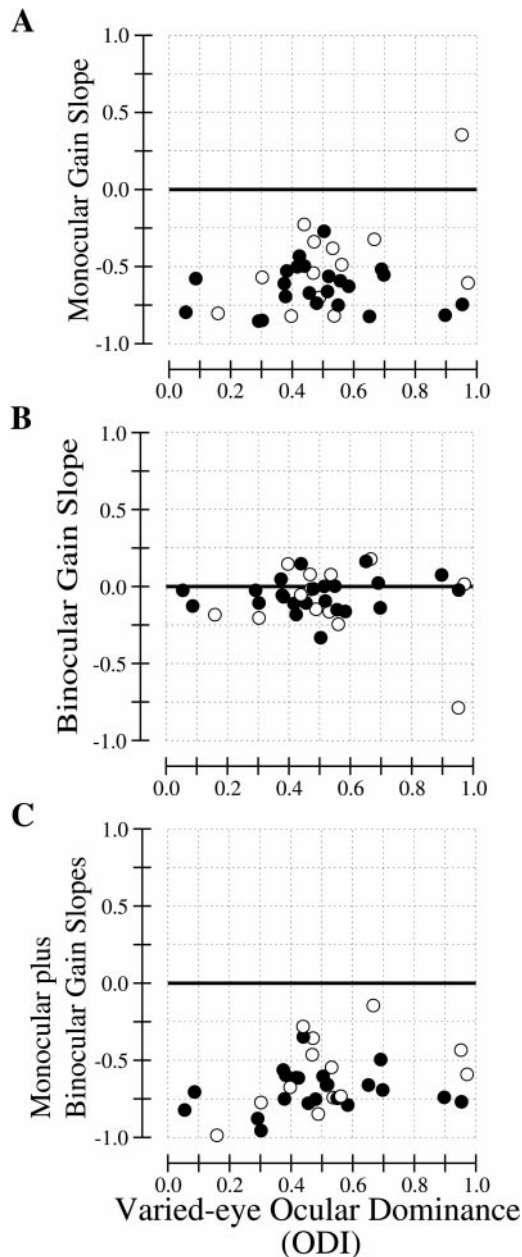 A
Monocular Gain Slope
1.0
0.5
0.0
-0.5
-1.0
0.0 0.2 0.4 0.6 0.8 1.0
B
Binocular Gain Slope
1.0
0.5
0.0
-0.5
-1.0
0.0 0.2 0.4 0.6 0.8 1.0
C
Monocular plus
Binocular Gain Slopes
1.0
0.5
0.0
-0.5
-1.0
0.0 0.2 0.4 0.6 0.8 1.0
Varied-eye Ocular Dominance
(ODI)